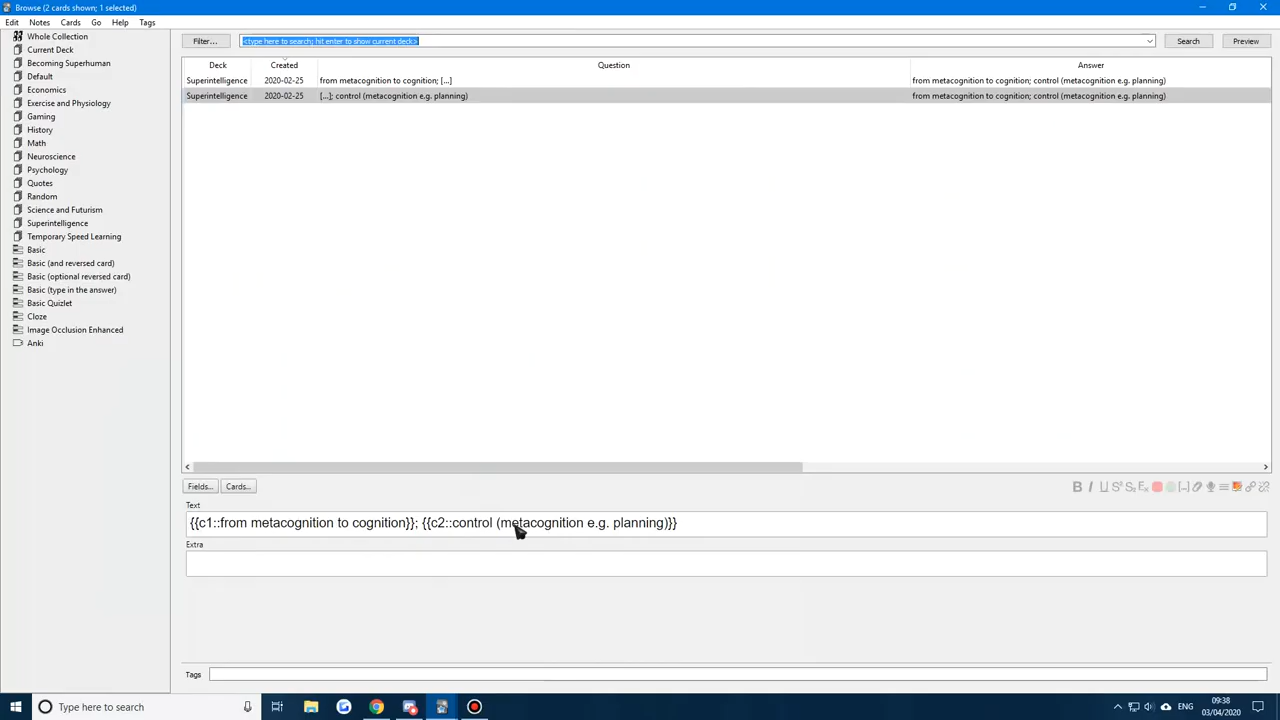 Browse (2 cards shown; 1 selected)
Edit Notes Cards Go Help Tags
Whole Collection
Current Deck
Becoming Superhuman
Default
Economics
Exercise and Physiology
Gaming
History
Math
Neuroscience
Psychology
Quotes
Random
Science and Futurism
Superintelligence
Temporary Speed Learning
Basic
Basic (and reversed card)
Basic (optional reversed card)
Basic (type in the answer)
Basic Quizlet
Cloze
Image Occlusion Enhanced
Anki
Filter... <type here to search; hit enter to show current deck> Search Preview
Deck Created Question Answer
Superintelligence 2020-02-25 from metacognition to cognition; [...] from metacognition to cognition; control (metacognition e.g. planning)
Superintelligence 2020-02-25 [...]; control (metacognition e.g. planning) from metacognition to cognition; control (metacognition e.g. planning)
Fields... Cards...
Text
{{c1::from metacognition to cognition}}; {{c2::control (metacognition e.g. planning)}}
Extra
Tags
Type here to search
ENG
09:38
03/04/2020